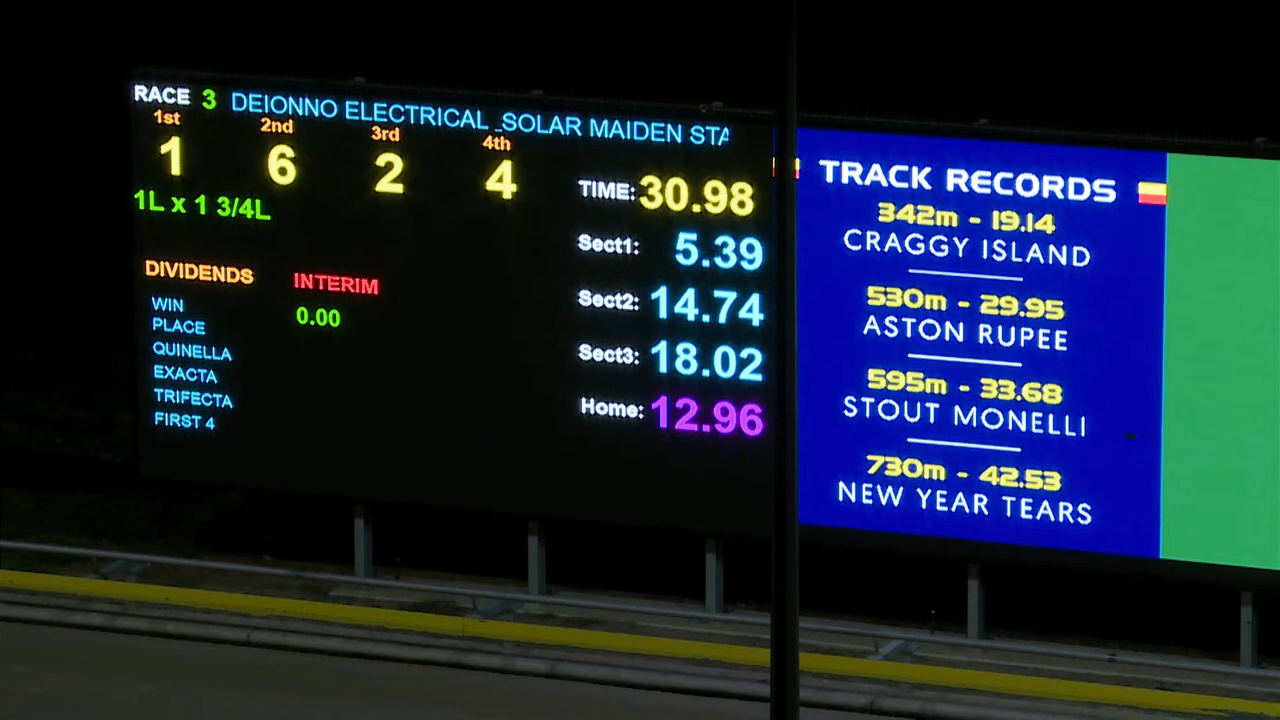 RACE 3 DEIONNO ELECTRICAL _SOLAR MAIDEN STA
1st 2nd 3rd 4th
1 6 2 4
1L x 1 3/4L
TIME: 30.98
Sect1: 5.39
Sect2: 14.74
Sect3: 18.02
Home: 12.96
DIVIDENDS INTERIM
WIN 0.00
PLACE
QUINELLA
EXACTA
TRIFECTA
FIRST 4
TRACK RECORDS
342m - 19.14
CRAGGY ISLAND
530m - 29.95
ASTON RUPEE
595m - 33.68
STOUT MONELLI
730m - 42.53
NEW YEAR TEARS